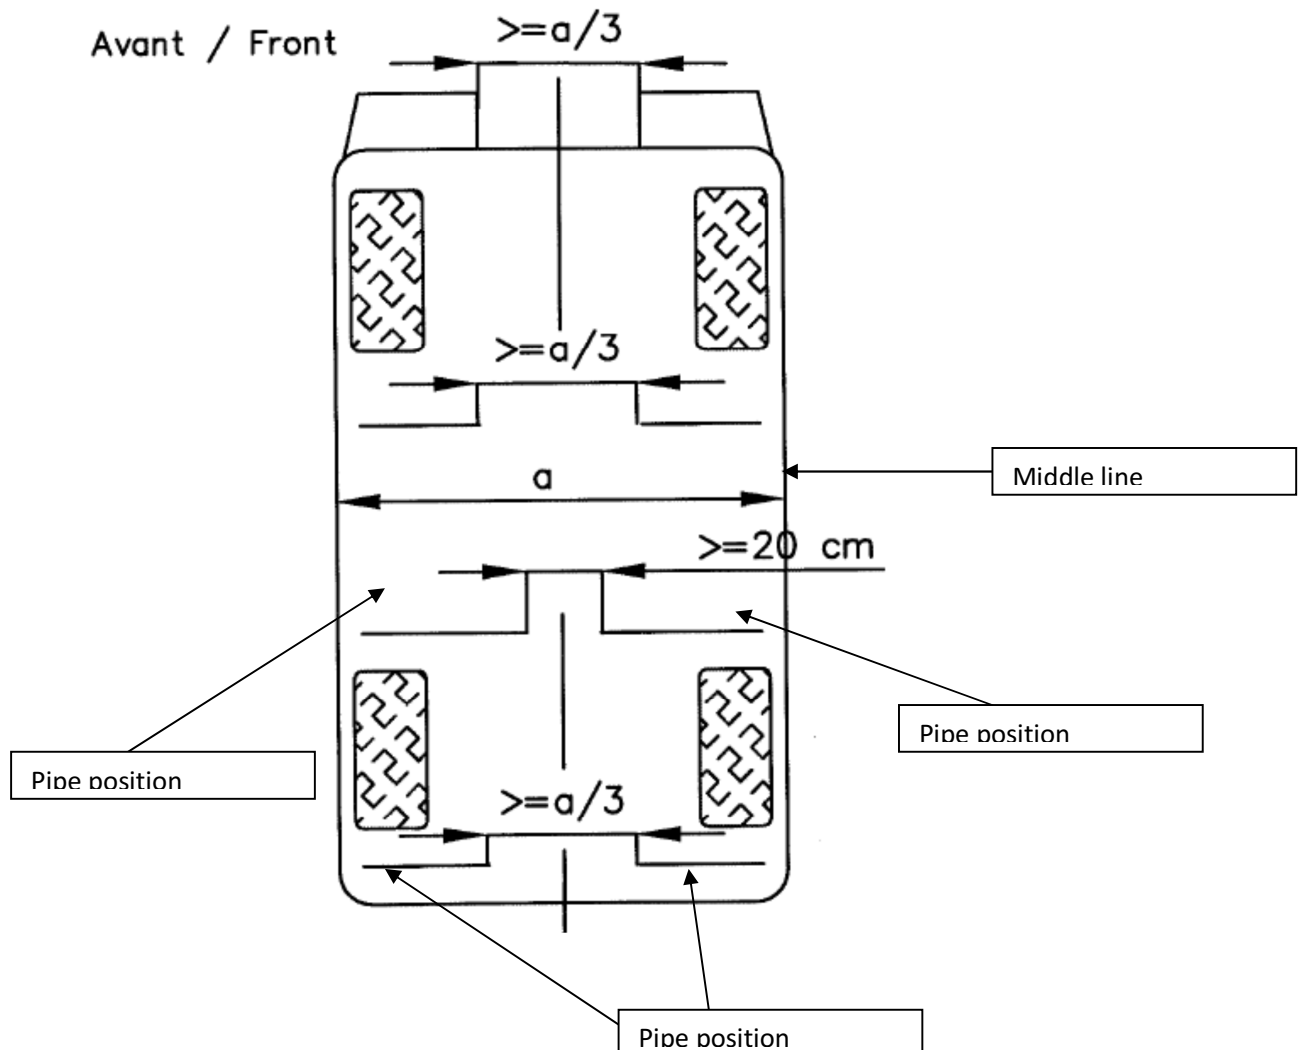 Avant / Front
>=a/3
>=a/3
Middle line
a
>=20 cm
Pipe position
Pipe position
>=a/3
Pipe position